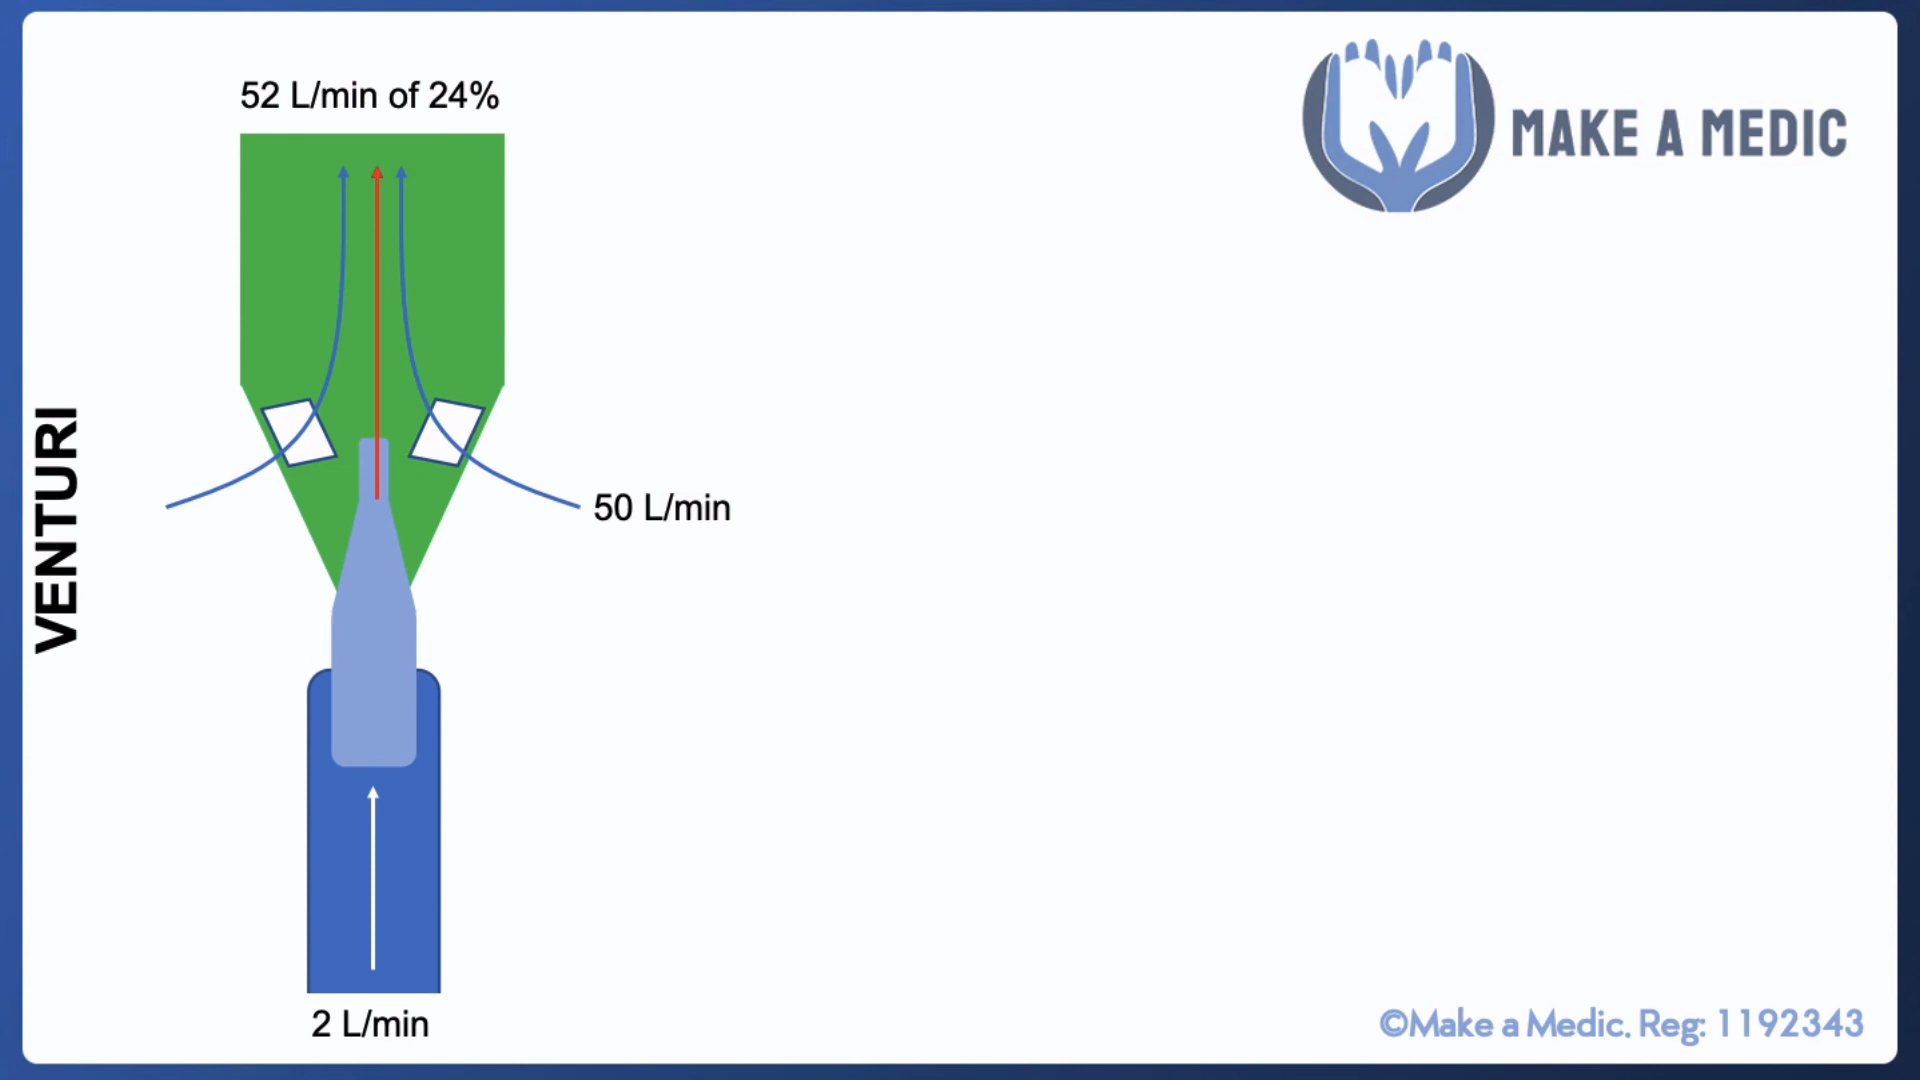 52 L/min of 24%
MAKE A MEDIC
VENTURI
50 L/min
2 L/min
©Make a Medic. Reg: 1192343